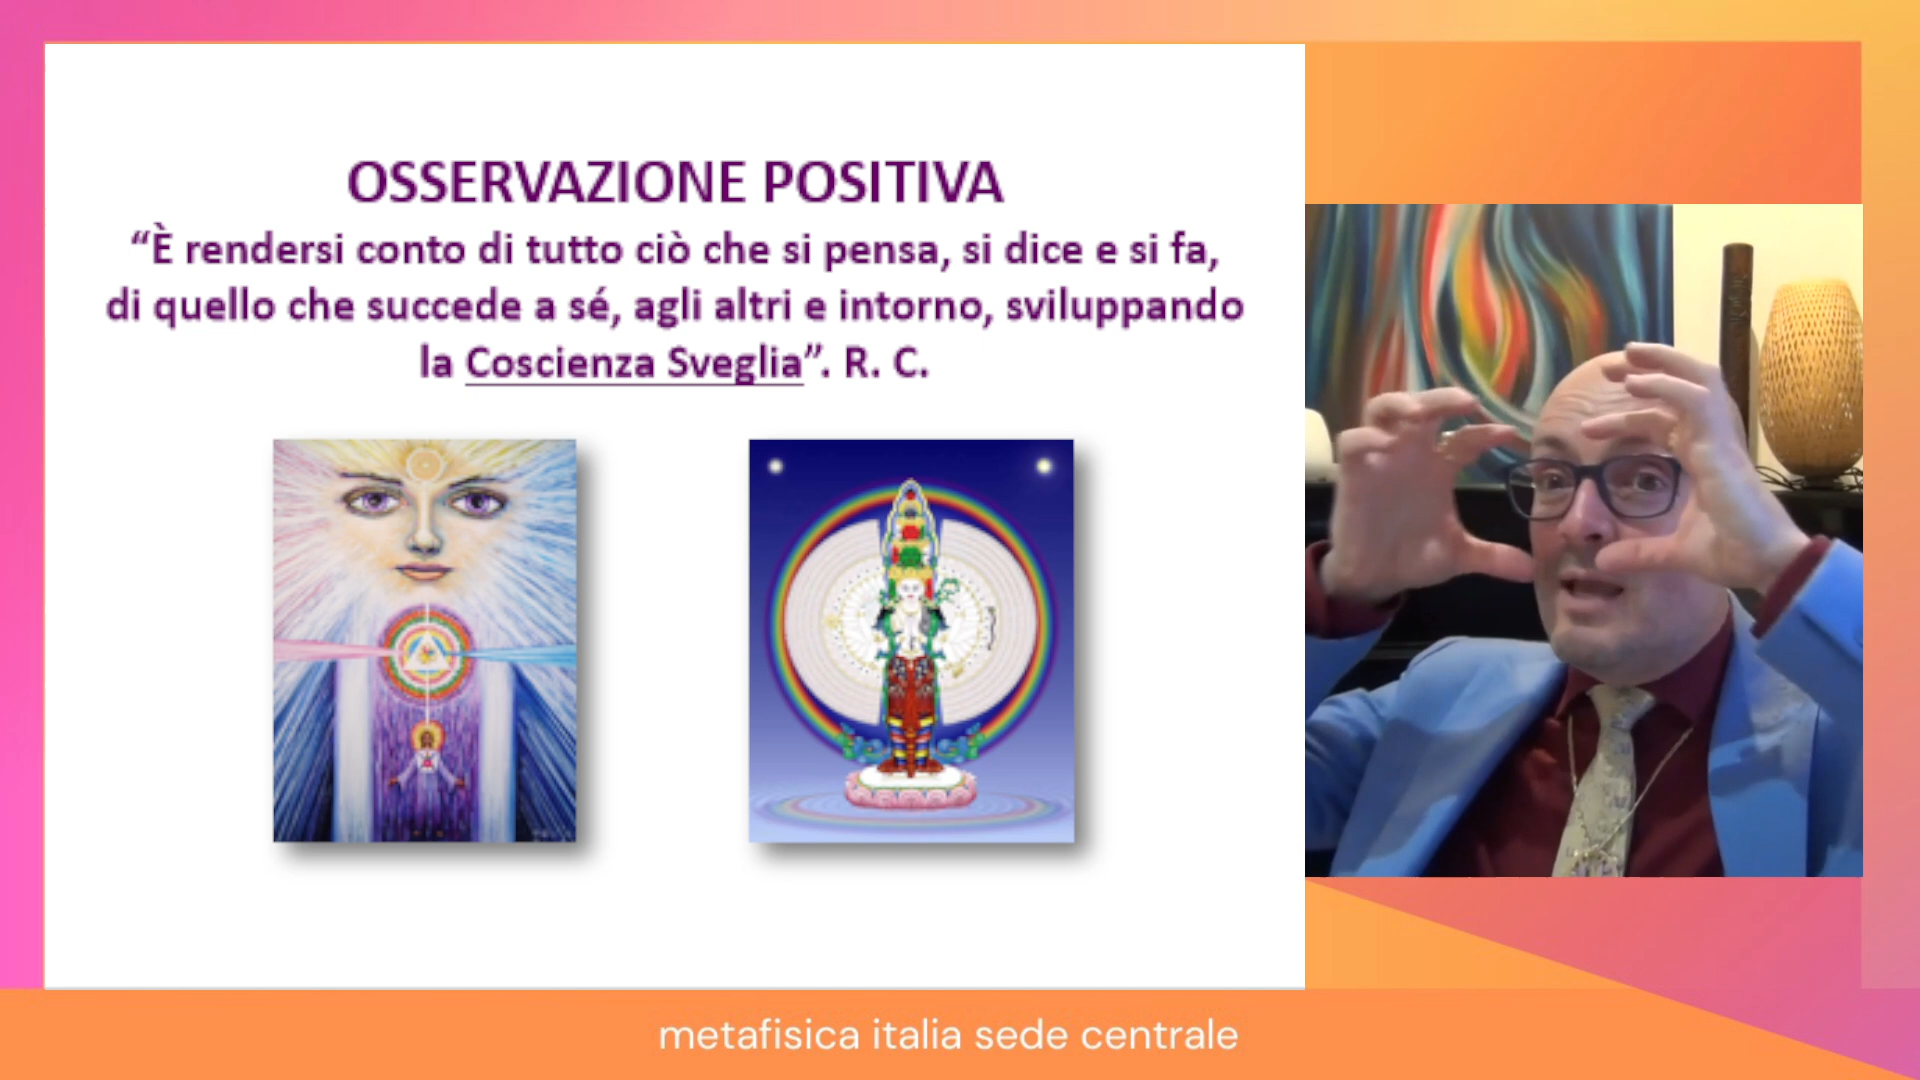 OSSERVAZIONE POSITIVA
“È rendersi conto di tutto ciò che si pensa, si dice e si fa,
di quello che succede a sé, agli altri e intorno, sviluppando
la Coscienza Sveglia”. R. C.
metafisica italia sede centrale